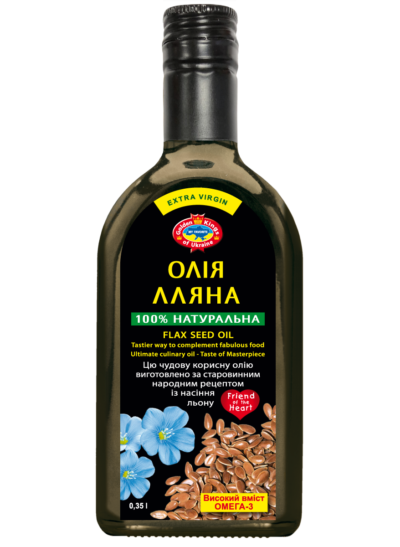 EXTRA VIRGIN
Golden Kings
of Ukraine
ОЛІЯ
ЛЛЯНА
100% НАТУРАЛЬНА
FLAX SEED OIL
Tastier way to complement fabulous food
Ultimate culinary oil - Taste of Masterpiece
Цю чудову корисну олію
виготовлено за старовинним
народним рецептом
із насіння
льону
Friend
of the
Heart
0,35 l
Високий вміст
ОМЕГА-3